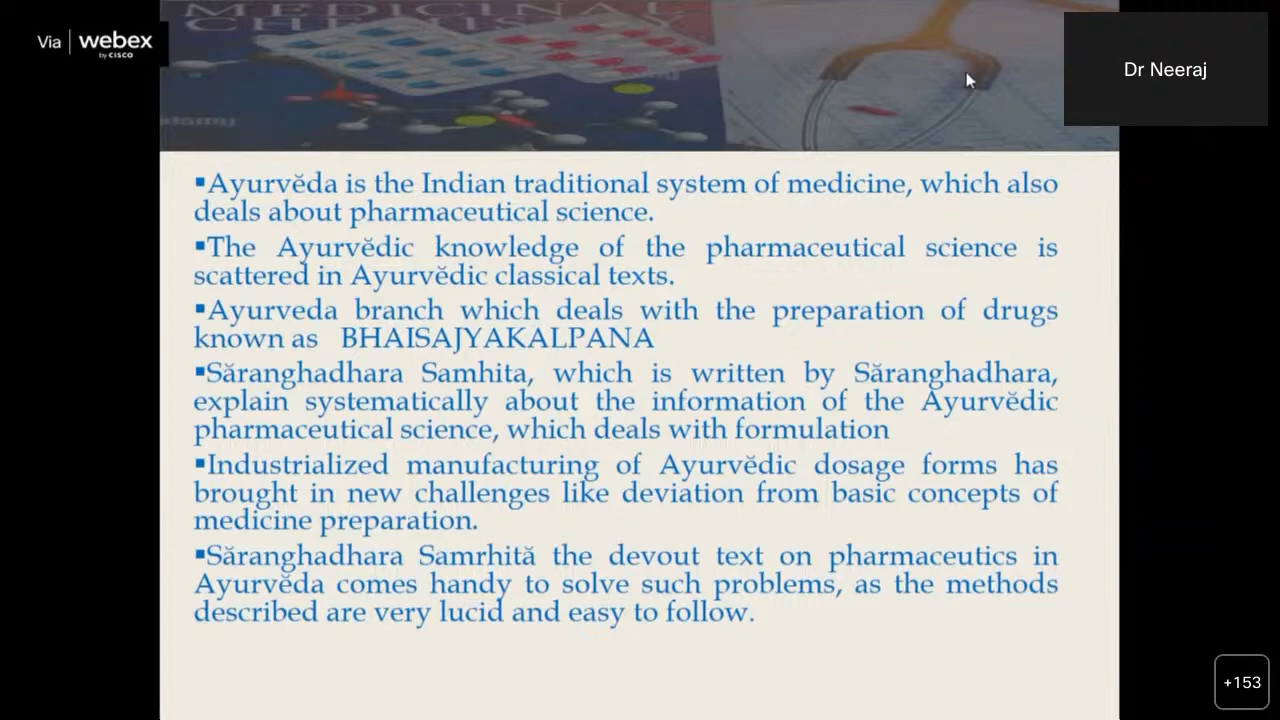 MEDICINAL
CHEMISTRY
Via webex
by CISCO
Dr Neeraj
▪Ayurvĕda is the Indian traditional system of medicine, which also
deals about pharmaceutical science.
▪The Ayurvĕdic knowledge of the pharmaceutical science is
scattered in Ayurvĕdic classical texts.
▪Ayurveda branch which deals with the preparation of drugs
known as BHAISAJYAKALPANA
▪Săranghadhara Samhita, which is written by Săranghadhara,
explain systematically about the information of the Ayurvĕdic
pharmaceutical science, which deals with formulation
▪Industrialized manufacturing of Ayurvĕdic dosage forms has
brought in new challenges like deviation from basic concepts of
medicine preparation.
▪Săranghadhara Samrhită the devout text on pharmaceutics in
Ayurvĕda comes handy to solve such problems, as the methods
described are very lucid and easy to follow.
+153